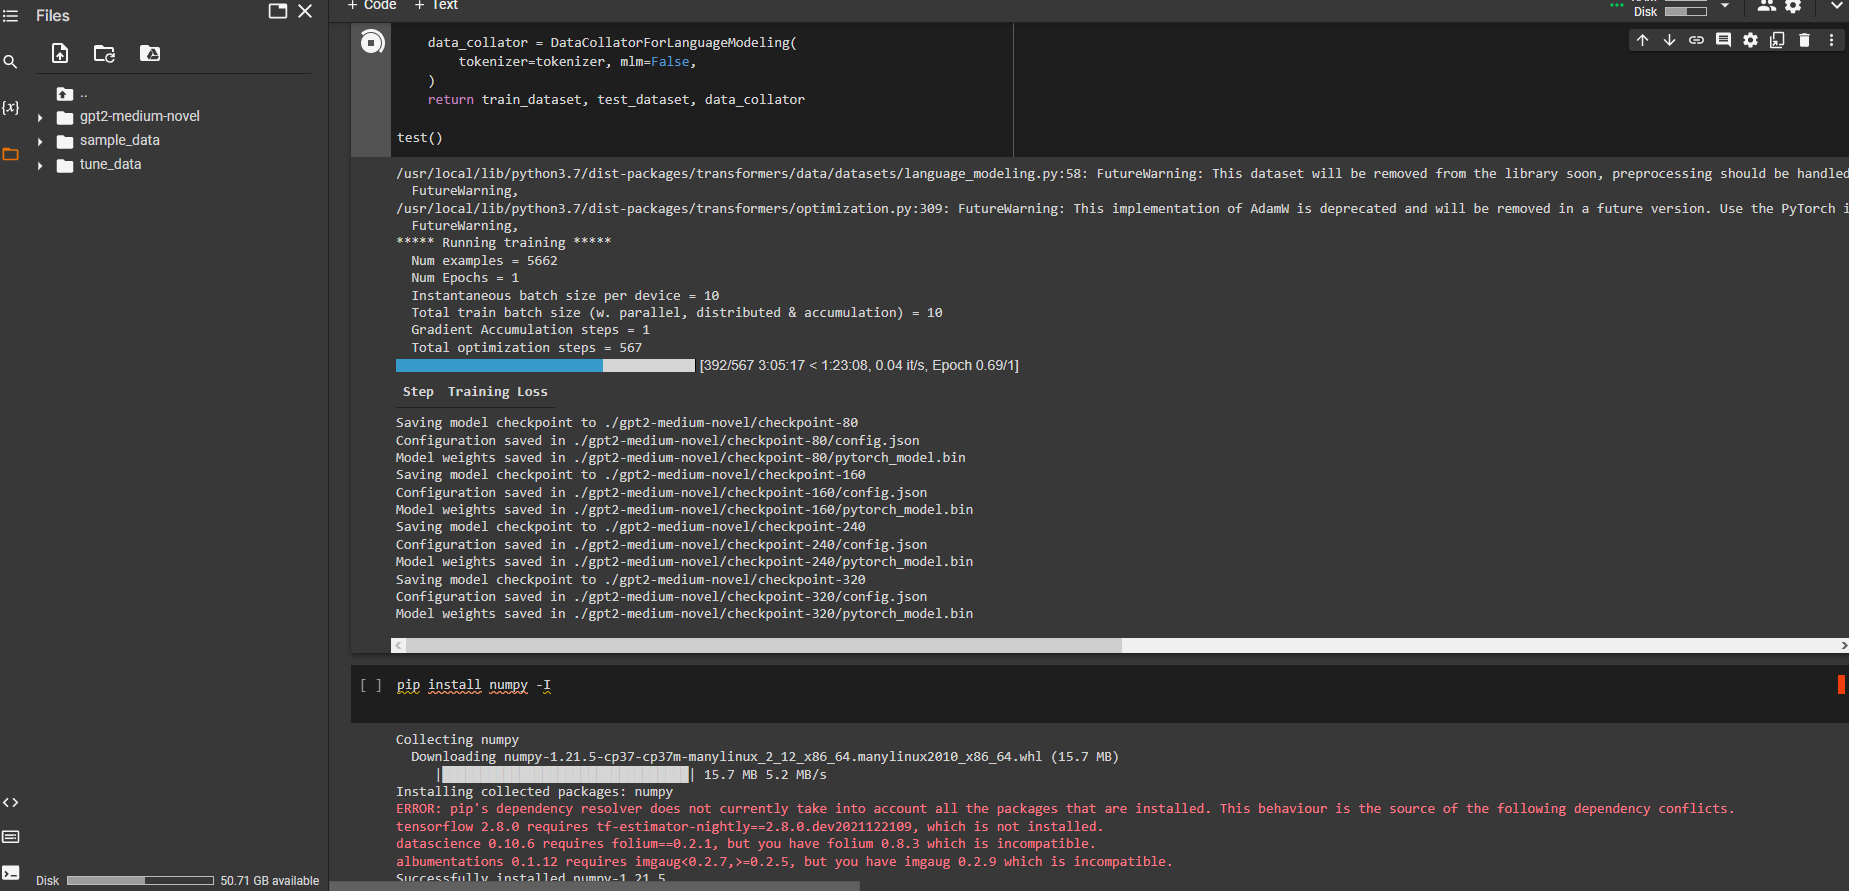 Files
+ Code + Text
Disk
..
gpt2-medium-novel
sample_data
tune_data
{x}
data_collator = DataCollatorForLanguageModeling(
tokenizer=tokenizer, mlm=False,
)
return train_dataset, test_dataset, data_collator
test()
/usr/local/lib/python3.7/dist-packages/transformers/data/datasets/language_modeling.py:58: FutureWarning: This dataset will be removed from the library soon, preprocessing should be handled
FutureWarning,
/usr/local/lib/python3.7/dist-packages/transformers/optimization.py:309: FutureWarning: This implementation of AdamW is deprecated and will be removed in a future version. Use the PyTorch i
FutureWarning,
***** Running training *****
Num examples = 5662
Num Epochs = 1
Instantaneous batch size per device = 10
Total train batch size (w. parallel, distributed & accumulation) = 10
Gradient Accumulation steps = 1
Total optimization steps = 567
[392/567 3:05:17 < 1:23:08, 0.04 it/s, Epoch 0.69/1]
Step Training Loss
Saving model checkpoint to ./gpt2-medium-novel/checkpoint-80
Configuration saved in ./gpt2-medium-novel/checkpoint-80/config.json
Model weights saved in ./gpt2-medium-novel/checkpoint-80/pytorch_model.bin
Saving model checkpoint to ./gpt2-medium-novel/checkpoint-160
Configuration saved in ./gpt2-medium-novel/checkpoint-160/config.json
Model weights saved in ./gpt2-medium-novel/checkpoint-160/pytorch_model.bin
Saving model checkpoint to ./gpt2-medium-novel/checkpoint-240
Configuration saved in ./gpt2-medium-novel/checkpoint-240/config.json
Model weights saved in ./gpt2-medium-novel/checkpoint-240/pytorch_model.bin
Saving model checkpoint to ./gpt2-medium-novel/checkpoint-320
Configuration saved in ./gpt2-medium-novel/checkpoint-320/config.json
Model weights saved in ./gpt2-medium-novel/checkpoint-320/pytorch_model.bin
[ ] pip install numpy -I
Collecting numpy
Downloading numpy-1.21.5-cp37-cp37m-manylinux_2_12_x86_64.manylinux2010_x86_64.whl (15.7 MB)
| | 15.7 MB 5.2 MB/s
Installing collected packages: numpy
ERROR: pip's dependency resolver does not currently take into account all the packages that are installed. This behaviour is the source of the following dependency conflicts.
tensorflow 2.8.0 requires tf-estimator-nightly==2.8.0.dev2021122109, which is not installed.
datascience 0.10.6 requires folium==0.2.1, but you have folium 0.8.3 which is incompatible.
albumentations 0.1.12 requires imgaug<0.2.7,>=0.2.5, but you have imgaug 0.2.9 which is incompatible.
Successfully installed numpy-1.21.5
Disk 50.71 GB available